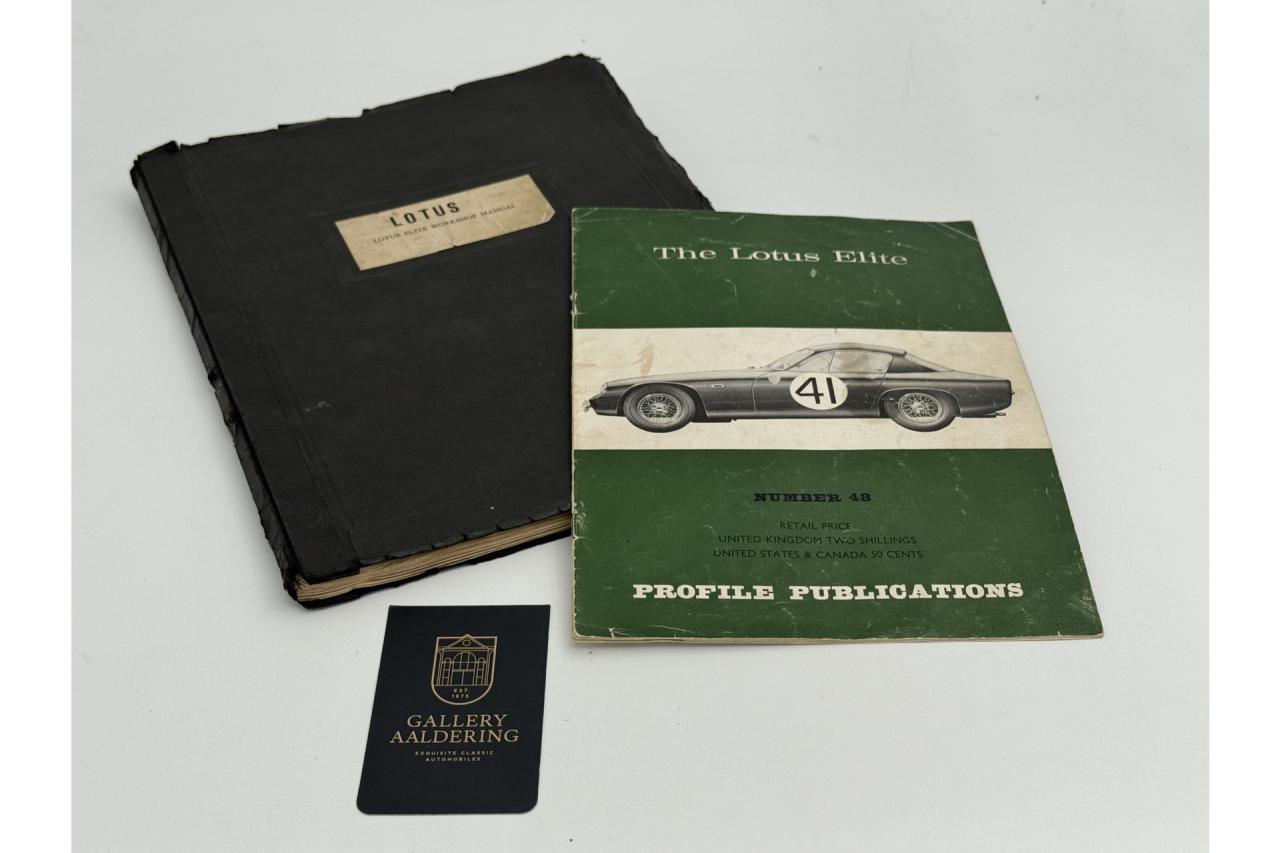 LOTUS
LOTUS ELITE WORKSHOP MANUAL
The Lotus Elite
41
NUMBER 48
RETAIL PRICE
UNITED KINGDOM TWO SHILLINGS
UNITED STATES & CANADA 50 CENTS
PROFILE PUBLICATIONS
EST.
1975
GALLERY
AALDERING
EXQUISITE CLASSIC
AUTOMOBILES